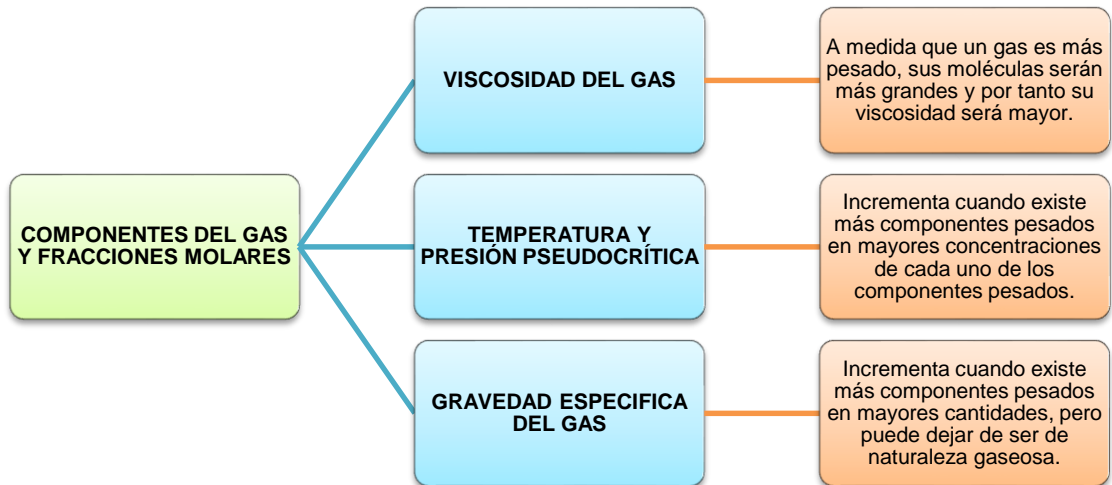 COMPONENTES DEL GAS
Y FRACCIONES MOLARES
VISCOSIDAD DEL GAS
A medida que un gas es más
pesado, sus moléculas serán
más grandes y por tanto su
viscosidad será mayor.
TEMPERATURA Y
PRESIÓN PSEUDOCRÍTICA
Incrementa cuando existe
más componentes pesados
en mayores concentraciones
de cada uno de los
componentes pesados.
GRAVEDAD ESPECIFICA
DEL GAS
Incrementa cuando existe
más componentes pesados
en mayores cantidades, pero
puede dejar de ser de
naturaleza gaseosa.